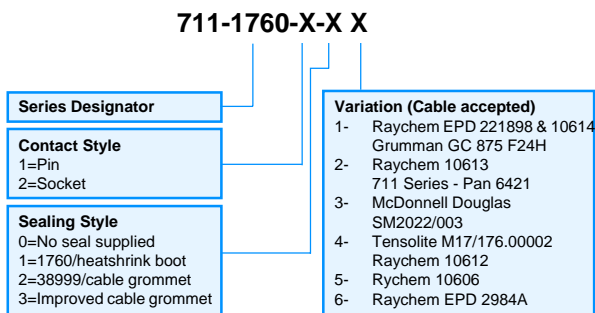 711-1760-X-X X
Series Designator
Contact Style
1=Pin
2=Socket
Sealing Style
0=No seal supplied
1=1760/heatshrink boot
2=38999/cable grommet
3=Improved cable grommet
Variation (Cable accepted)
1- Raychem EPD 221898 & 10614
Grumman GC 875 F24H
2- Raychem 10613
711 Series - Pan 6421
3- McDonnell Douglas
SM2022/003
4- Tensolite M17/176.00002
Raychem 10612
5- Rychem 10606
6- Raychem EPD 2984A